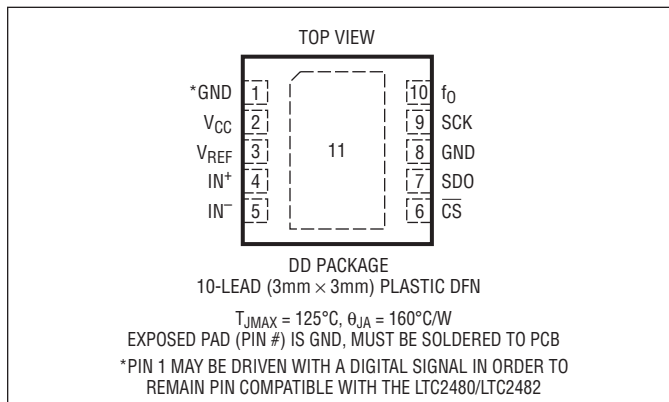 TOP VIEW
*GND 1
VCC 2
VREF 3
IN+ 4
IN− 5
11
10 fO
9 SCK
8 GND
7 SDO
6 C̅S̅
DD PACKAGE
10-LEAD (3mm × 3mm) PLASTIC DFN
TJMAX = 125°C, θJA = 160°C/W
EXPOSED PAD (PIN #) IS GND, MUST BE SOLDERED TO PCB
*PIN 1 MAY BE DRIVEN WITH A DIGITAL SIGNAL IN ORDER TO
REMAIN PIN COMPATIBLE WITH THE LTC2480/LTC2482